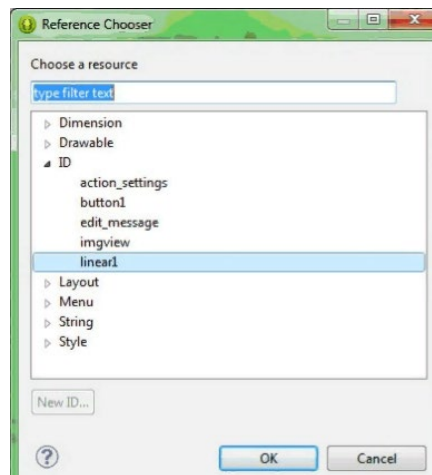 Reference Chooser
Choose a resource
type filter text
Dimension
Drawable
ID
action_settings
button1
edit_message
imgview
linear1
Layout
Menu
String
Style
New ID...
?
OK
Cancel